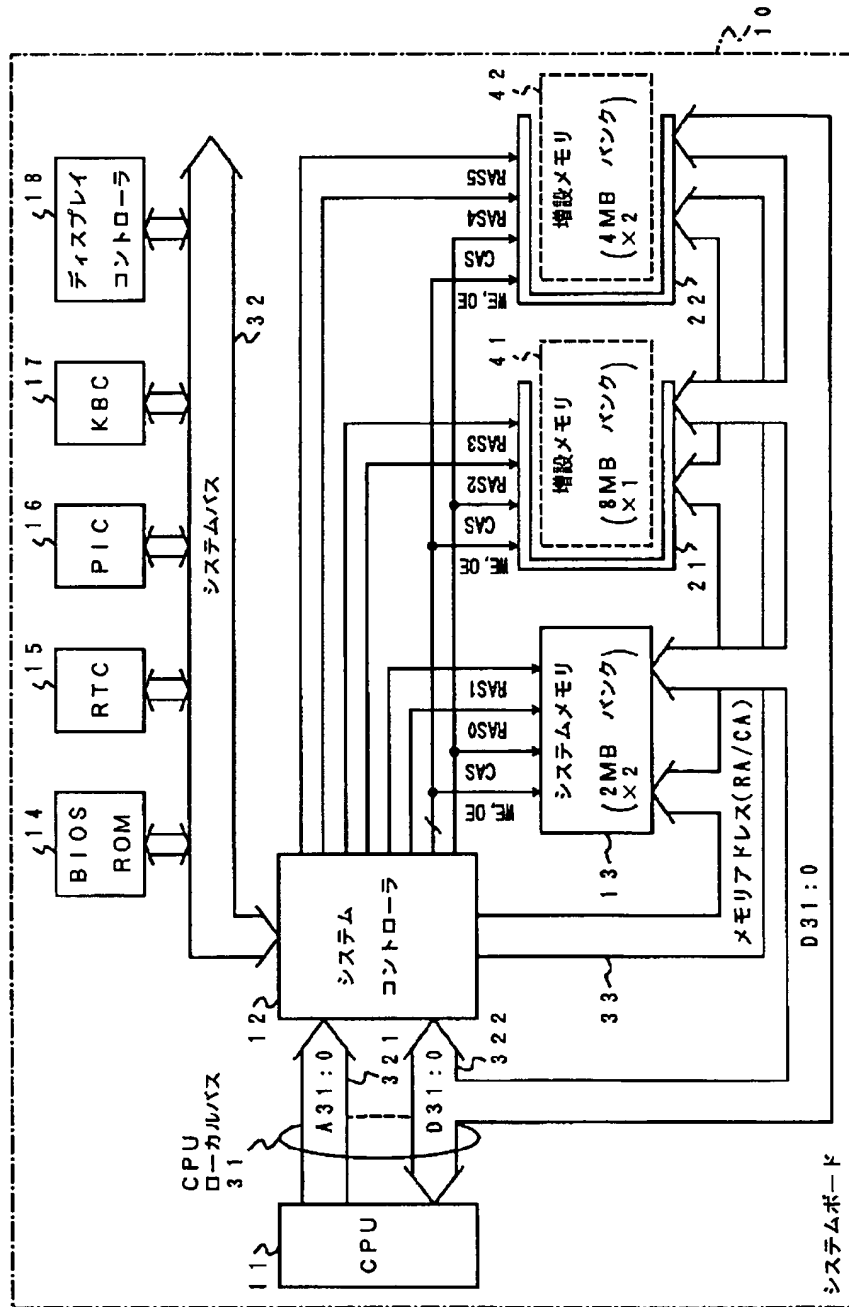 システムボード
10
11
CPU
CPU
ローカルバス
31
A31:0
321
D31:0
322
12
システム
コントローラ
14
BIOS
ROM
15
RTC
16
PIC
17
KBC
18
ディスプレイ
コントローラ
システムバス
32
WE, OE
CAS
RAS0
RAS1
システムメモリ
(2MB バンク)
×2
13
WE, OE
CAS
RAS2
RAS3
増設メモリ
(8MB バンク)
×1
41
21
WE, OE
CAS
RAS4
RAS5
増設メモリ
(4MB バンク)
×2
42
22
33
メモリアドレス(RA/CA)
D31:0